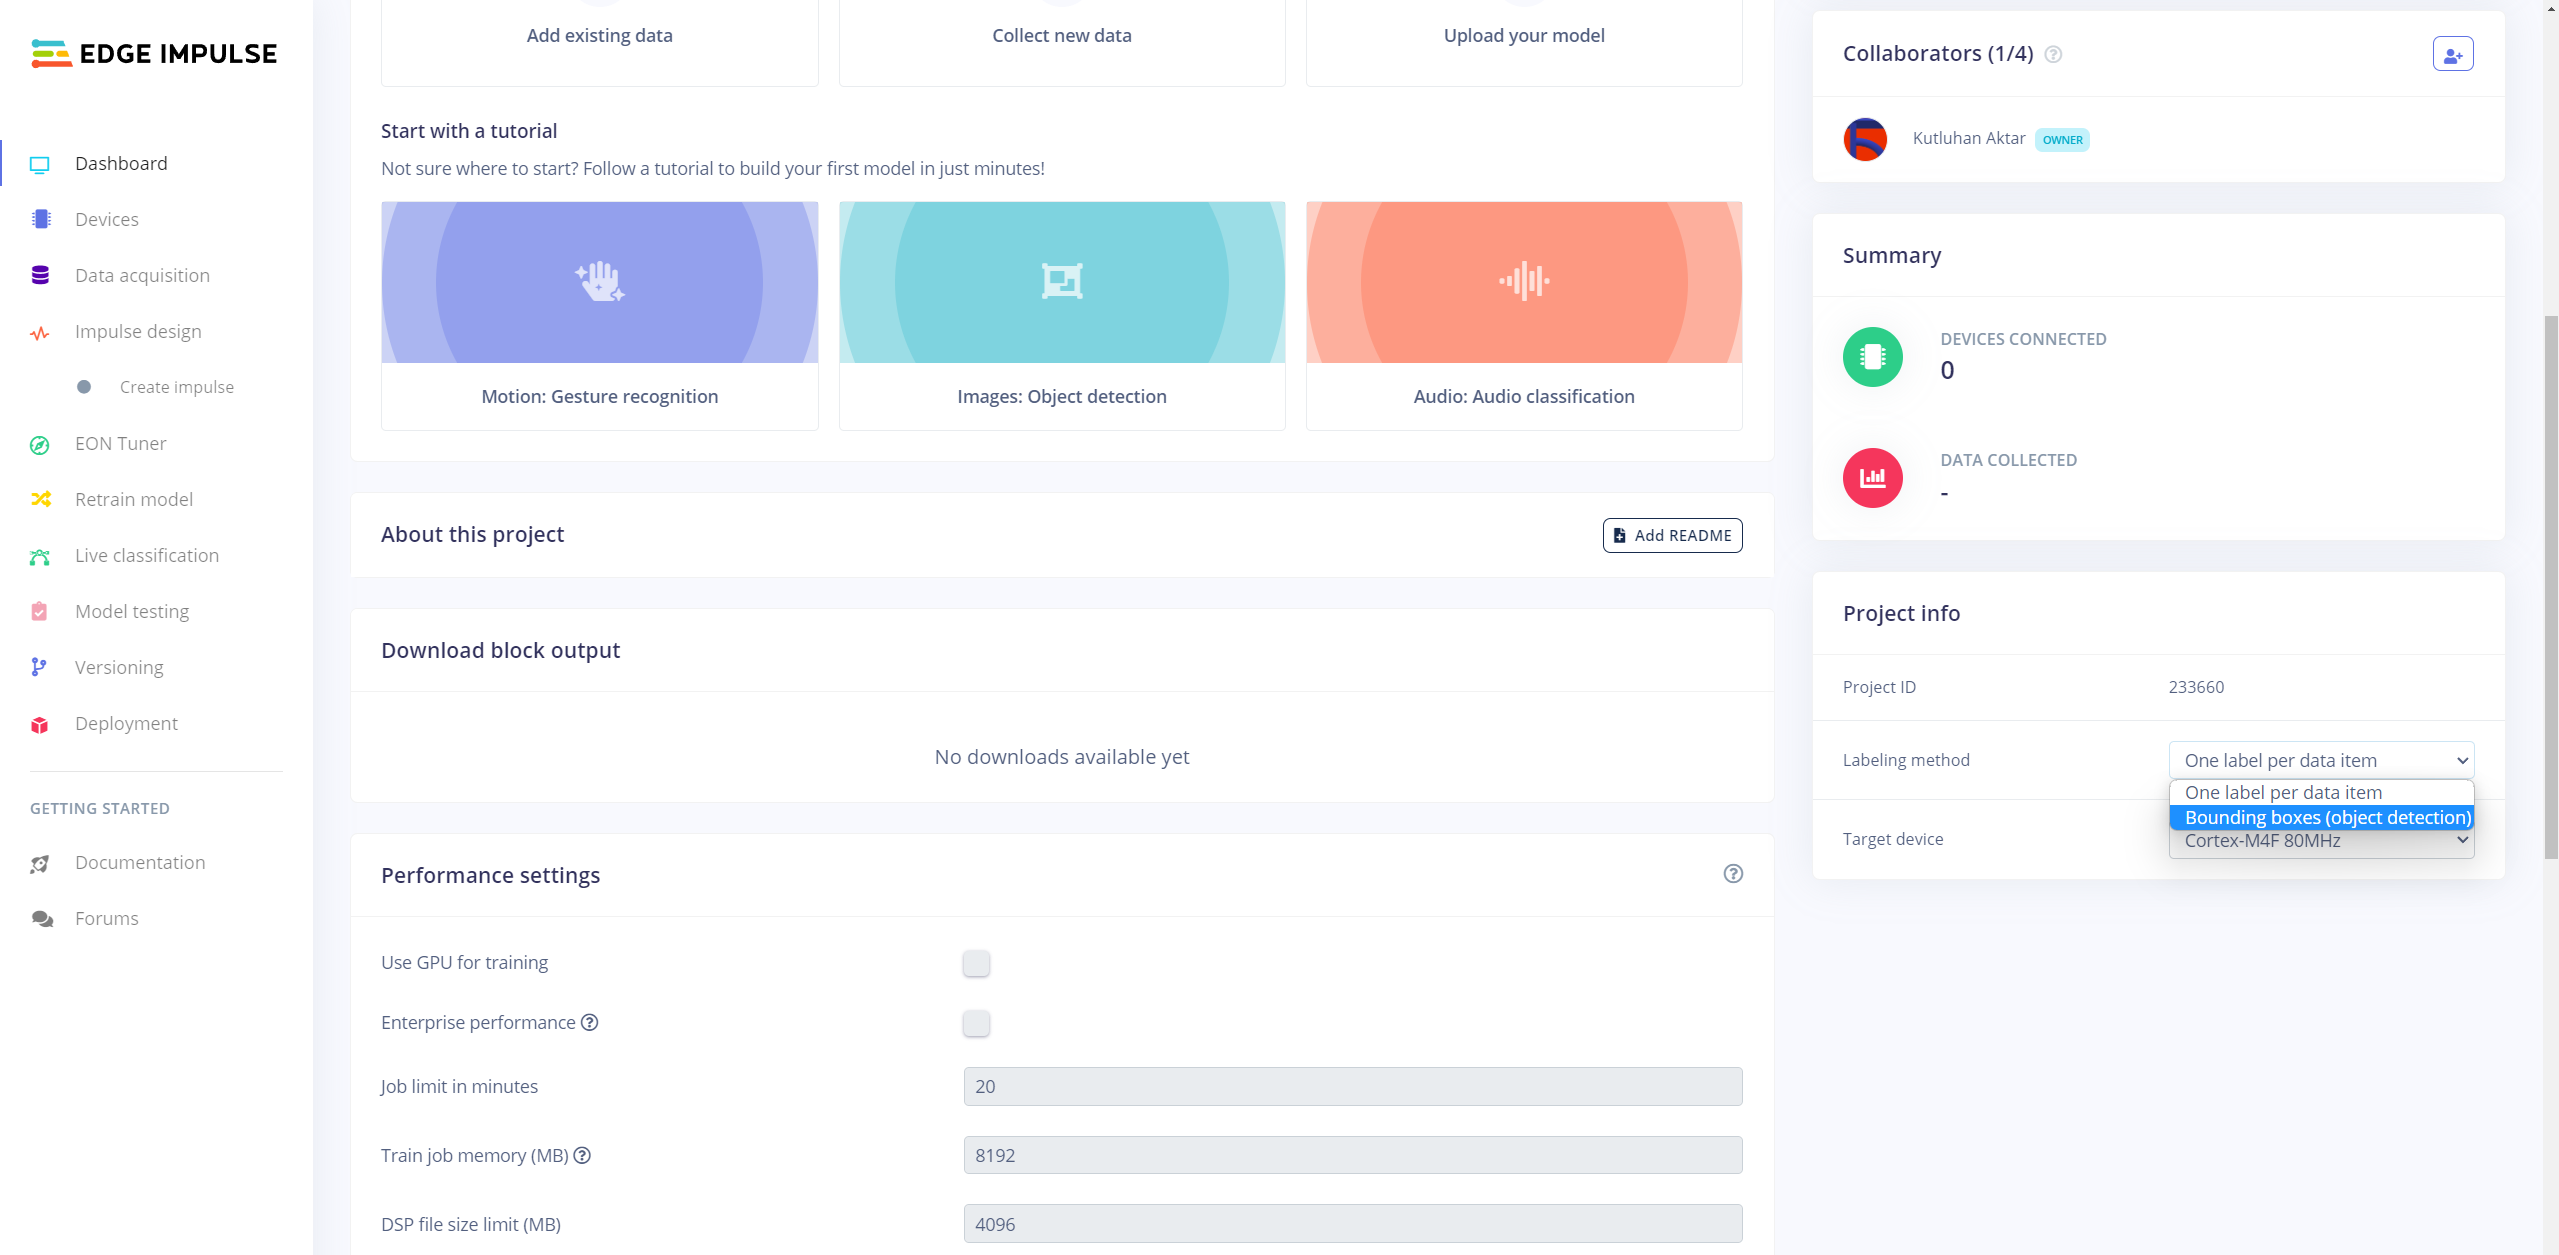 EDGE IMPULSE
Dashboard
Devices
Data acquisition
Impulse design
Create impulse
EON Tuner
Retrain model
Live classification
Model testing
Versioning
Deployment
GETTING STARTED
Documentation
Forums
Add existing data
Collect new data
Upload your model
Start with a tutorial
Not sure where to start? Follow a tutorial to build your first model in just minutes!
Motion: Gesture recognition
Images: Object detection
Audio: Audio classification
About this project
Add README
Download block output
No downloads available yet
Performance settings
Use GPU for training
Enterprise performance
Job limit in minutes
20
Train job memory (MB)
8192
DSP file size limit (MB)
4096
Collaborators (1/4)
Kutluhan Aktar OWNER
Summary
DEVICES CONNECTED
0
DATA COLLECTED
-
Project info
Project ID 233660
Labeling method One label per data item
One label per data item
Bounding boxes (object detection)
Target device Cortex-M4F 80MHz